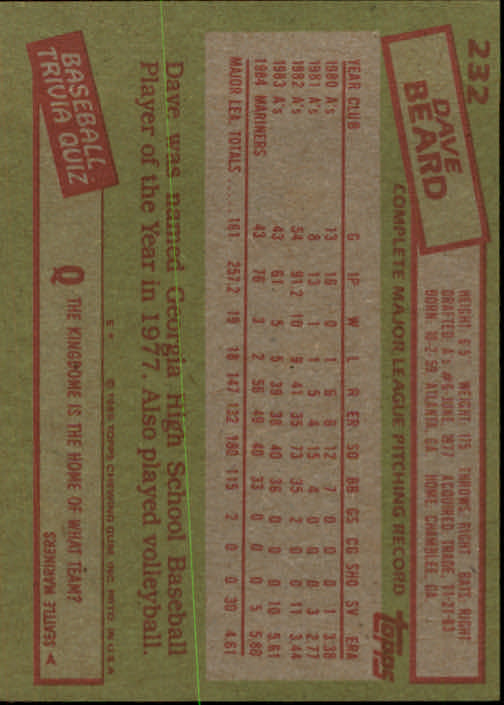 232
DAVE
BEARD
HEIGHT: 6'5" WEIGHT: 175 THROWS: RIGHT BATS: RIGHT
DRAFTED: A's #6-JUNE, 1977 ACQUIRED: TRADE, 11-21-83
BORN: 10-2-59, ATLANTA, GA HOME: CHAMBLEE, GA
COMPLETE MAJOR LEAGUE PITCHING RECORD
topps
YEAR CLUB G IP W L R ER SO BB GS CG SHO SV ERA
1980 A's 13 16 0 1 6 6 12 7 0 0 0 1 3.38
1981 A's 8 13 1 1 5 4 15 4 0 0 0 3 2.77
1982 A's 54 91.2 10 9 41 35 73 35 2 0 0 11 3.44
1983 A's 43 61 5 5 39 38 40 36 0 0 0 10 5.61
1984 MARINERS 43 76 3 2 56 49 40 33 0 0 0 5 5.80
MAJOR LEA. TOTALS 161 257.2 19 18 147 132 180 115 2 0 0 30 4.61
Dave was named Georgia High School Baseball
Player of the Year in 1977. Also played volleyball.
E* © 1985 TOPPS CHEWING GUM, INC. PRTD. IN U.S.A.
BASEBALL
TRIVIA QUIZ
Q THE KINGDOME IS THE HOME OF WHAT TEAM?
SEATTLE MARINERS A